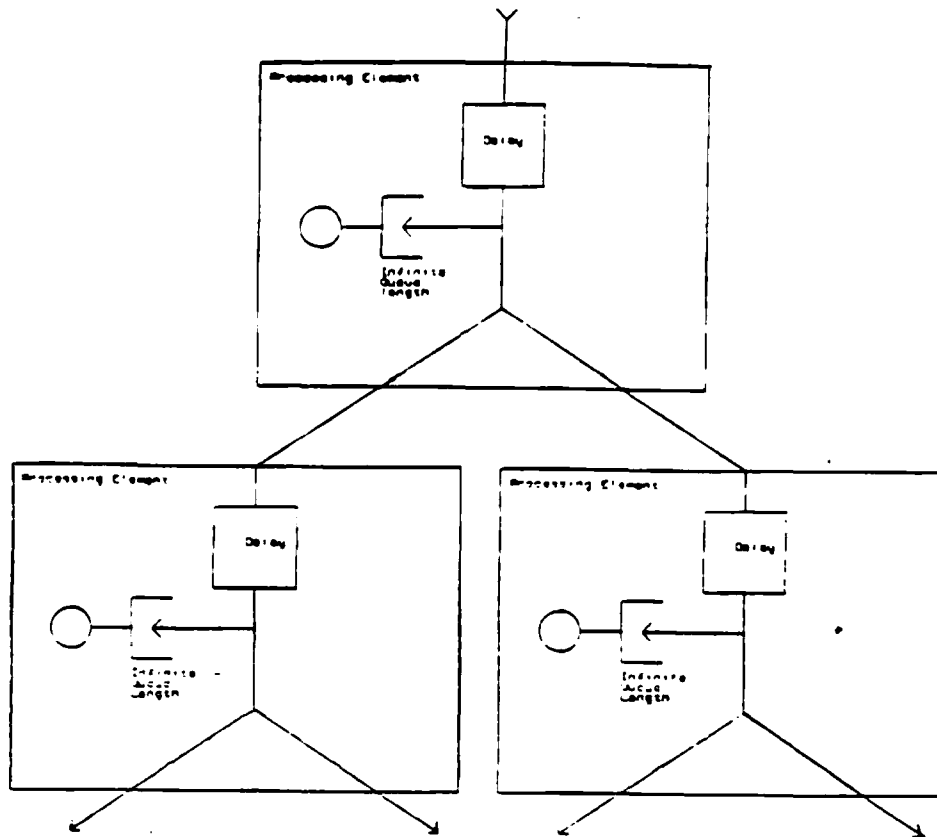 Processing Element
Delay
Infinite
Queue
Length
Processing Element
Processing Element
Delay
Delay
Infinite
Queue
Length
Infinite
Queue
Length